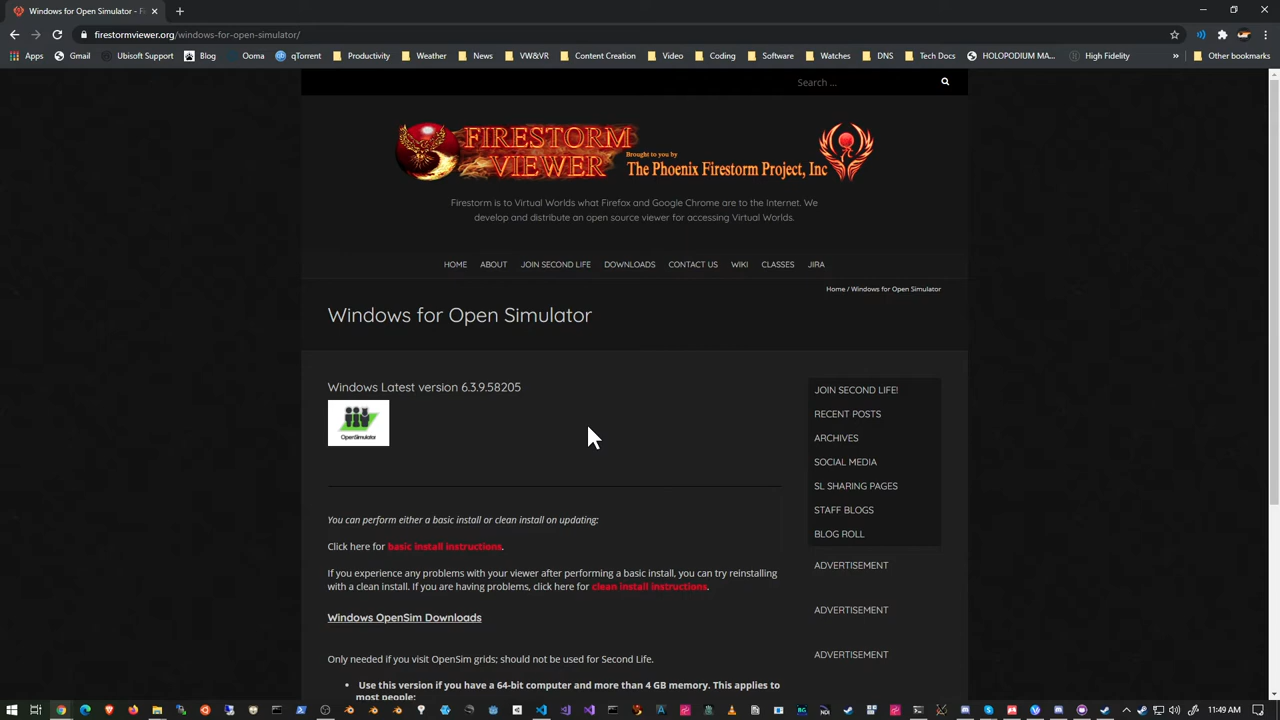 Windows for Open Simulator - Fi
firestormviewer.org/windows-for-open-simulator/
Apps Gmail Ubisoft Support Blog Ooma qTorrent Productivity Weather News VW&VR Content Creation Video Coding Software Watch DNS Tech Docs HOLOPODIUM MA... High Fidelity » Other bookmarks
Search ...
FIRESTORM
VIEWER
Brought to you by
The Phoenix Firestorm Project, Inc
Firestorm is to Virtual Worlds what Firefox and Google Chrome are to the Internet. We
develop and distribute an open source viewer for accessing Virtual Worlds.
HOME ABOUT JOIN SECOND LIFE DOWNLOADS CONTACT US WIKI CLASSES JIRA
Home / Windows for Open Simulator
Windows for Open Simulator
Windows Latest version 6.3.9.58205
OpenSimulator
You can perform either a basic install or clean install on updating:
Click here for basic install instructions.
If you experience any problems with your viewer after performing a basic install, you can try reinstalling
with a clean install. If you are having problems, click here for clean install instructions.
Windows OpenSim Downloads
Only needed if you visit OpenSim grids; should not be used for Second Life.
• Use this version if you have a 64-bit computer and more than 4 GB memory. This applies to
most people:
JOIN SECOND LIFE!
RECENT POSTS
ARCHIVES
SOCIAL MEDIA
SL SHARING PAGES
STAFF BLOGS
BLOG ROLL
ADVERTISEMENT
ADVERTISEMENT
ADVERTISEMENT
11:49 AM